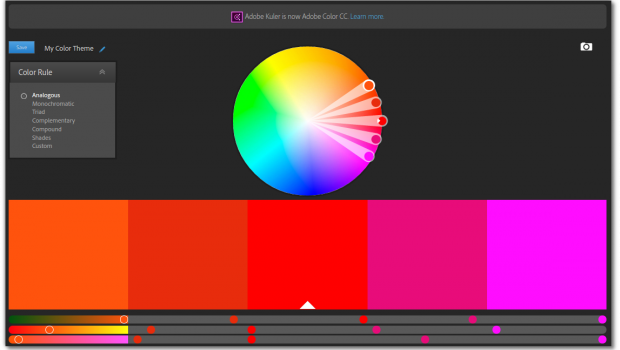 Adobe Kuler is now Adobe Color CC. Learn more.
Save
My Color Theme
Color Rule
Analogous
Monochromatic
Triad
Complementary
Compound
Shades
Custom